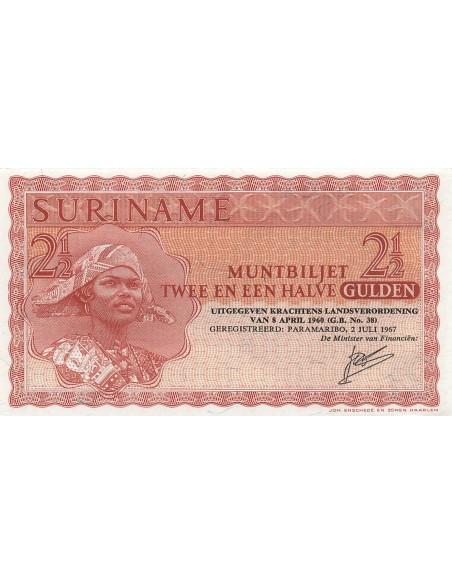 SURINAME
2½ 2½
MUNTBILJET
TWEE EN EEN HALVE GULDEN
UITGEGEVEN KRACHTENS LANDSVERORDENING
VAN 8 APRIL 1960 (G.B. No. 38)
GEREGISTREERD: PARAMARIBO, 2 JULI 1967
De Minister van Financiën:
JOH. ENSCHEDÉ EN ZONEN HAARLEM